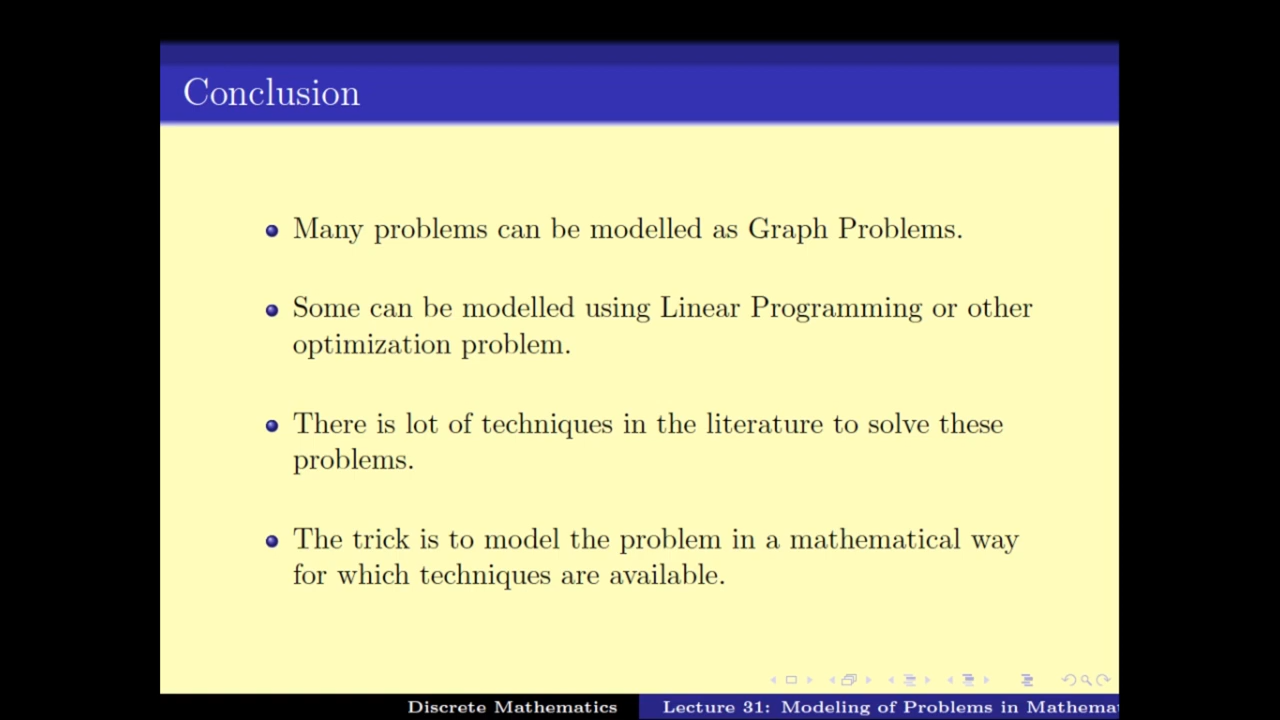 Conclusion
Many problems can be modelled as Graph Problems.
Some can be modelled using Linear Programming or other
optimization problem.
There is lot of techniques in the literature to solve these
problems.
The trick is to model the problem in a mathematical way
for which techniques are available.
Discrete Mathematics
Lecture 31: Modeling of Problems in Mathema